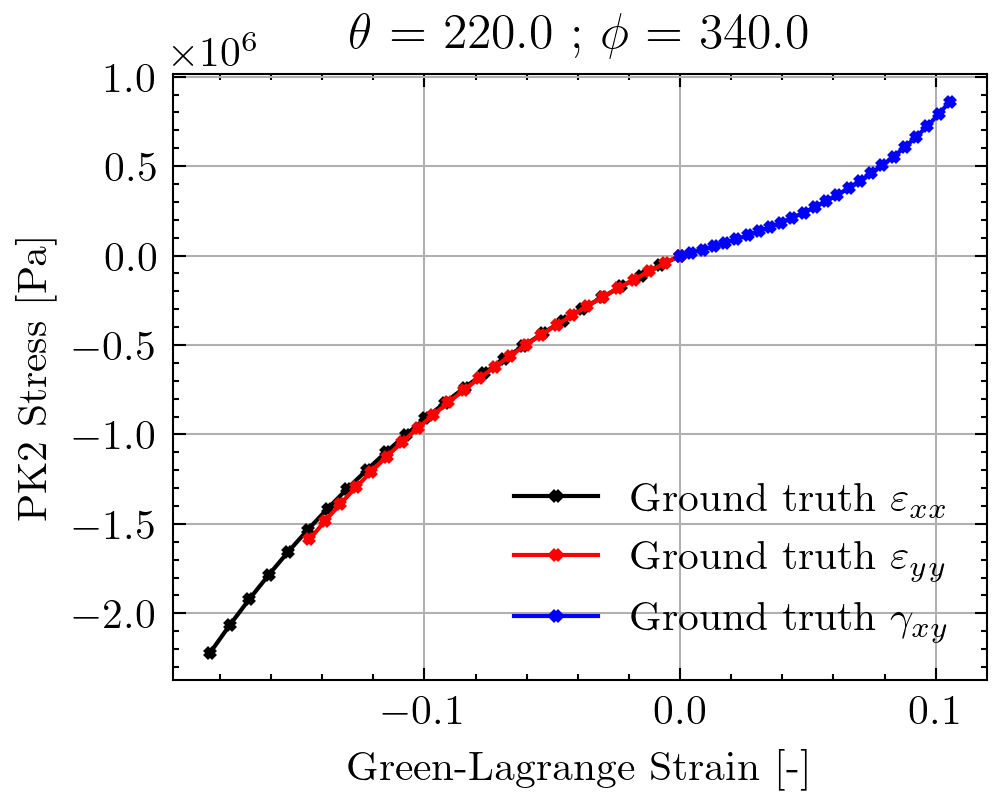 θ = 220.0 ; ϕ = 340.0
×10⁶
1.0
0.5
0.0
−0.5
−1.0
−1.5
−2.0
PK2 Stress [Pa]
Ground truth εₓₓ
Ground truth ε_yy
Ground truth γ_xy
−0.1
0.0
0.1
Green-Lagrange Strain [-]